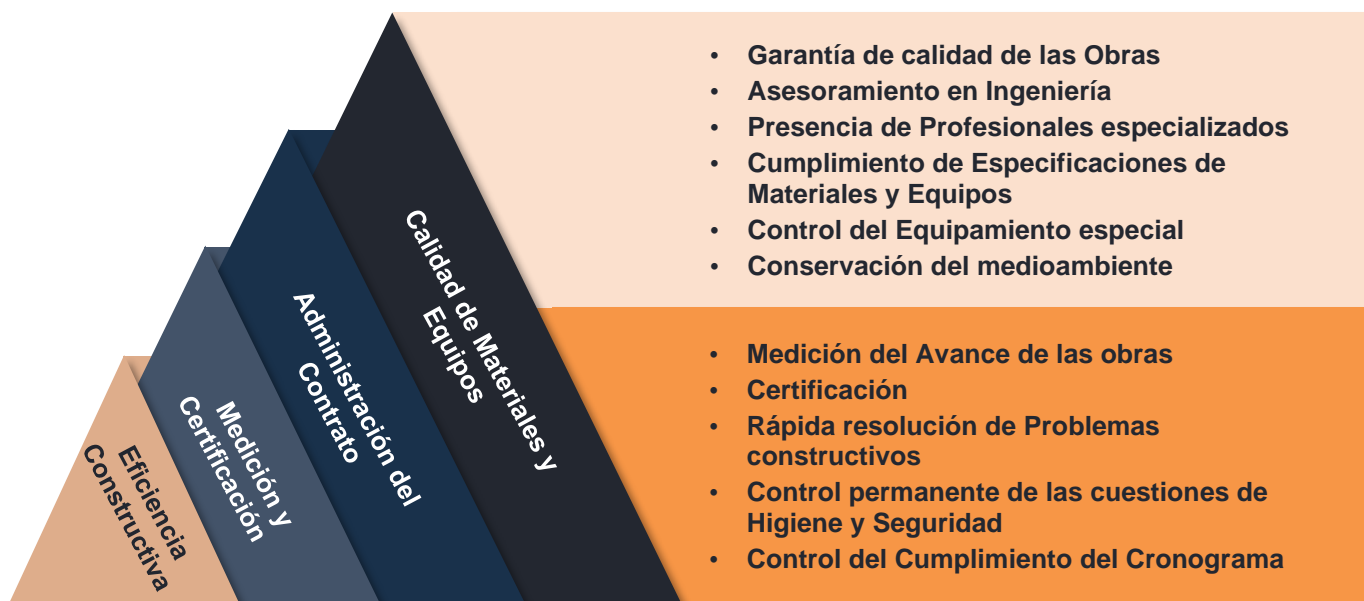 Eficiencia
Constructiva
Medición y
Certificación
Administración del
Contrato
Calidad de Materiales y
Equipos
• Garantía de calidad de las Obras
• Asesoramiento en Ingeniería
• Presencia de Profesionales especializados
• Cumplimiento de Especificaciones de
Materiales y Equipos
• Control del Equipamiento especial
• Conservación del medioambiente
• Medición del Avance de las obras
• Certificación
• Rápida resolución de Problemas
constructivos
• Control permanente de las cuestiones de
Higiene y Seguridad
• Control del Cumplimiento del Cronograma